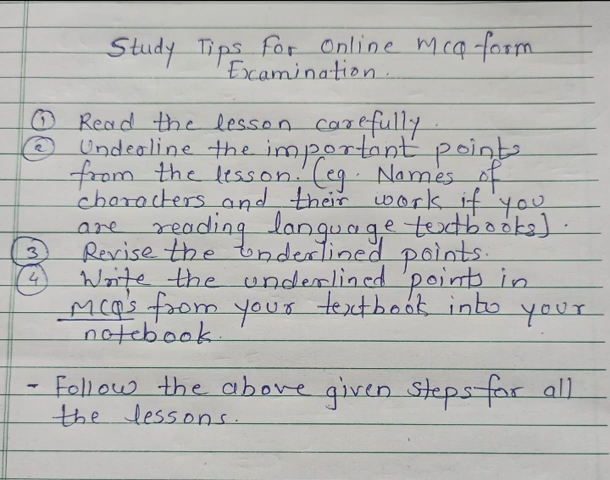 Study Tips for online MCQ-form
Examination.
① Read the lesson carefully.
② Underline the important points
from the lesson. (eg. Names of
characters and their work if you
are reading language textbooks).
③ Revise the underlined points.
④ Write the underlined points in
MCQ's from your textbook into your
notebook.
- Follow the above given steps for all
the lessons.